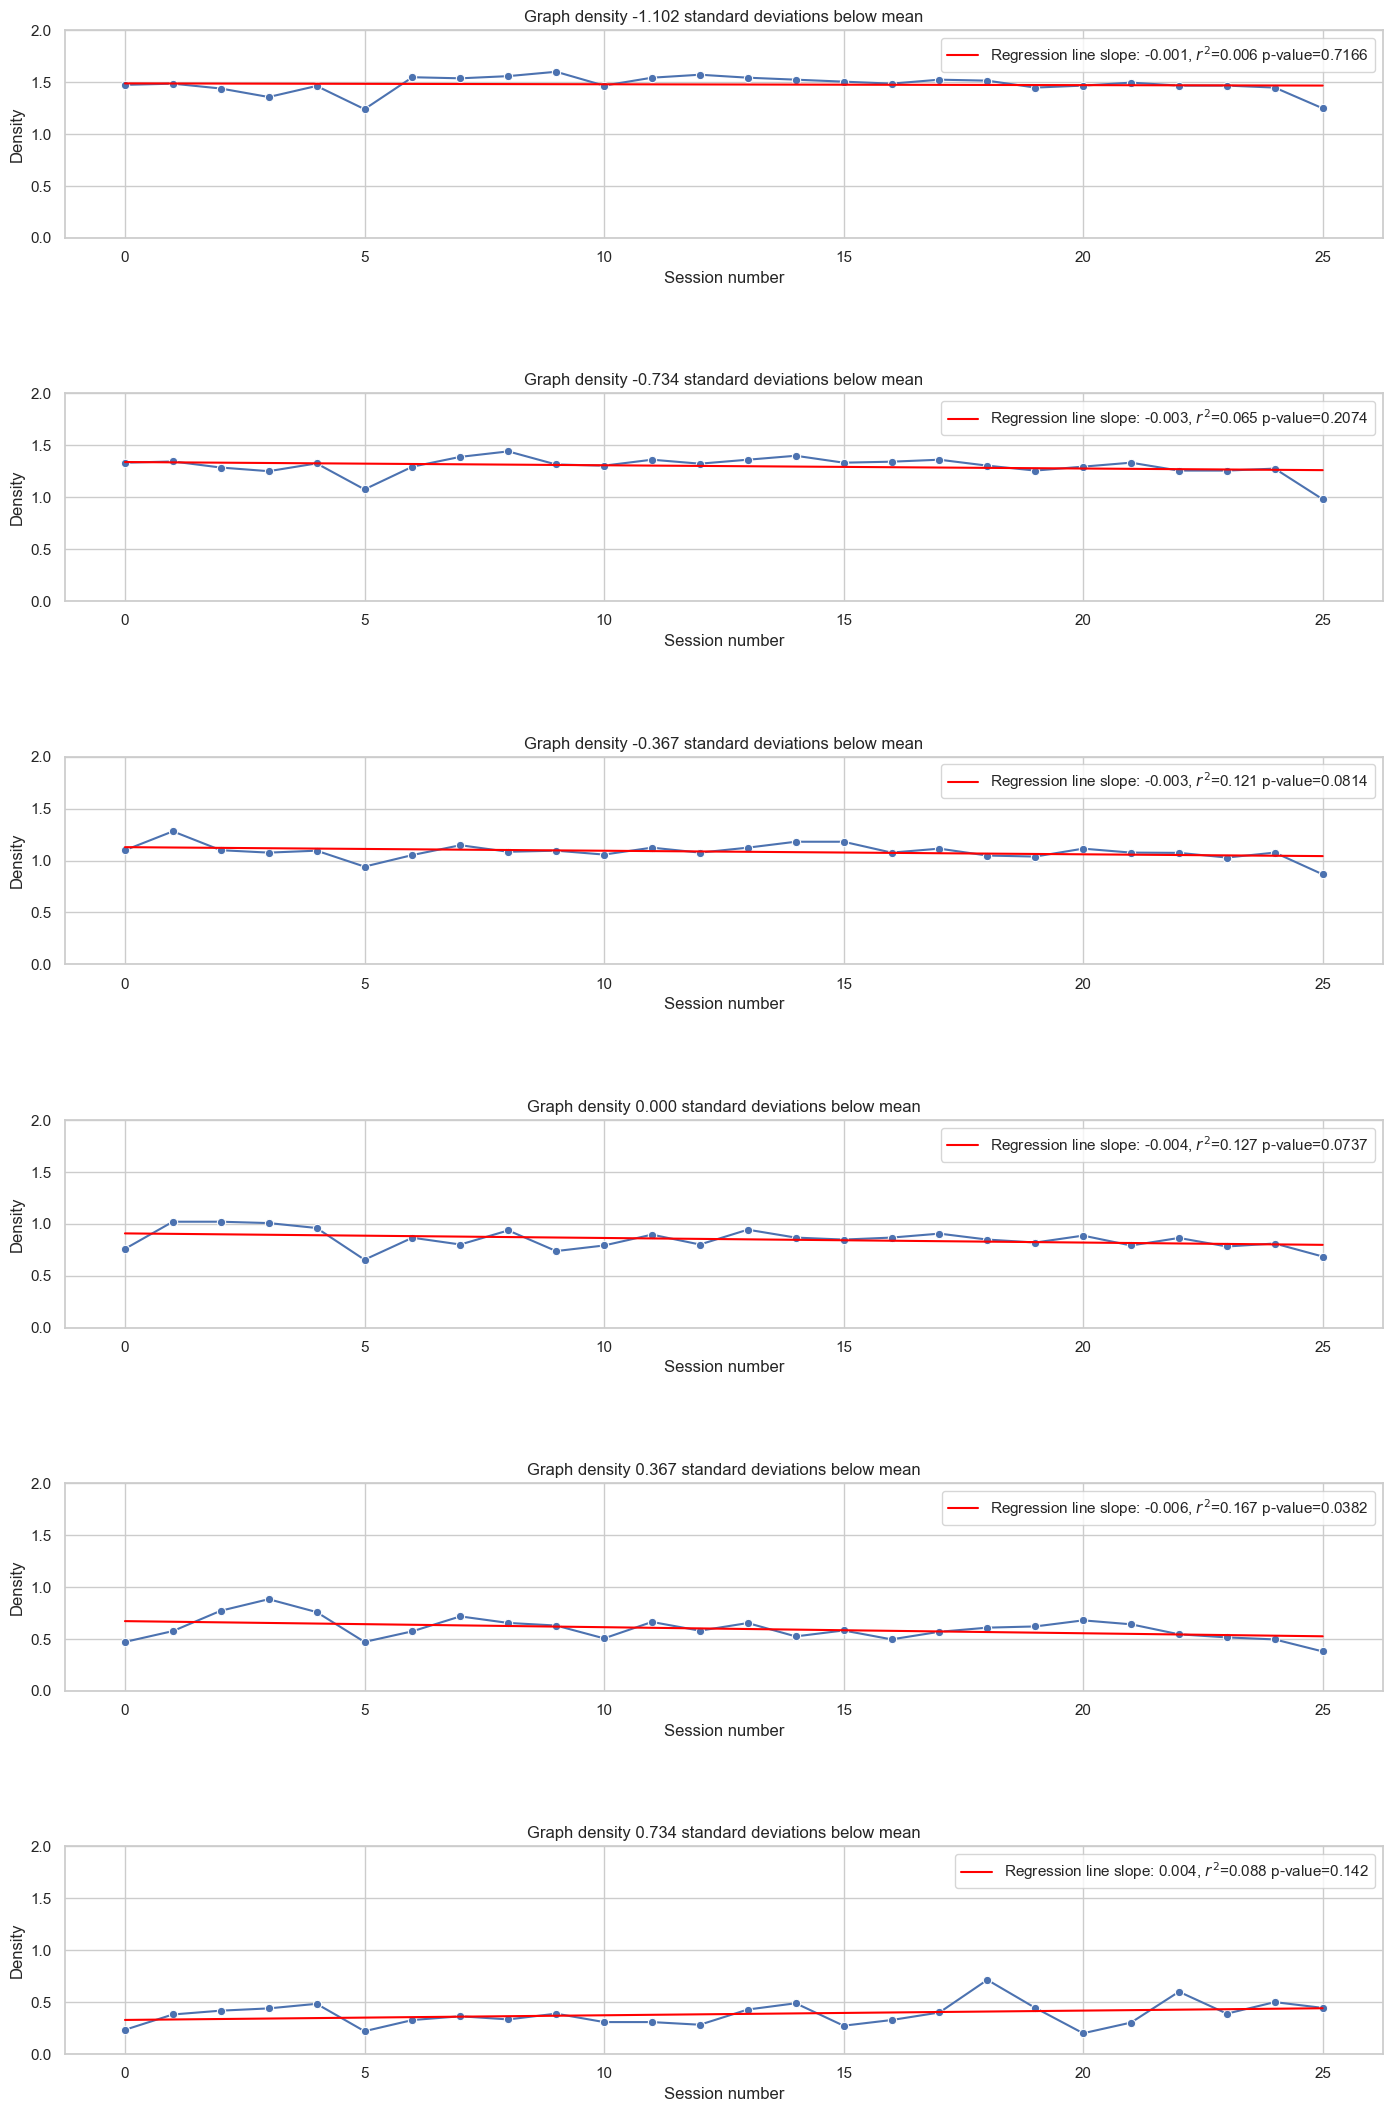 Graph density -1.102 standard deviations below mean
2.0
Regression line slope: -0.001, r²=0.006 p-value=0.7166
1.5
1.0
0.5
0.0
Density
0 5 10 15 20 25
Session number
Graph density -0.734 standard deviations below mean
2.0
Regression line slope: -0.003, r²=0.065 p-value=0.2074
1.5
1.0
0.5
0.0
Density
0 5 10 15 20 25
Session number
Graph density -0.367 standard deviations below mean
2.0
Regression line slope: -0.003, r²=0.121 p-value=0.0814
1.5
1.0
0.5
0.0
Density
0 5 10 15 20 25
Session number
Graph density 0.000 standard deviations below mean
2.0
Regression line slope: -0.004, r²=0.127 p-value=0.0737
1.5
1.0
0.5
0.0
Density
0 5 10 15 20 25
Session number
Graph density 0.367 standard deviations below mean
2.0
Regression line slope: -0.006, r²=0.167 p-value=0.0382
1.5
1.0
0.5
0.0
Density
0 5 10 15 20 25
Session number
Graph density 0.734 standard deviations below mean
2.0
Regression line slope: 0.004, r²=0.088 p-value=0.142
1.5
1.0
0.5
0.0
Density
0 5 10 15 20 25
Session number